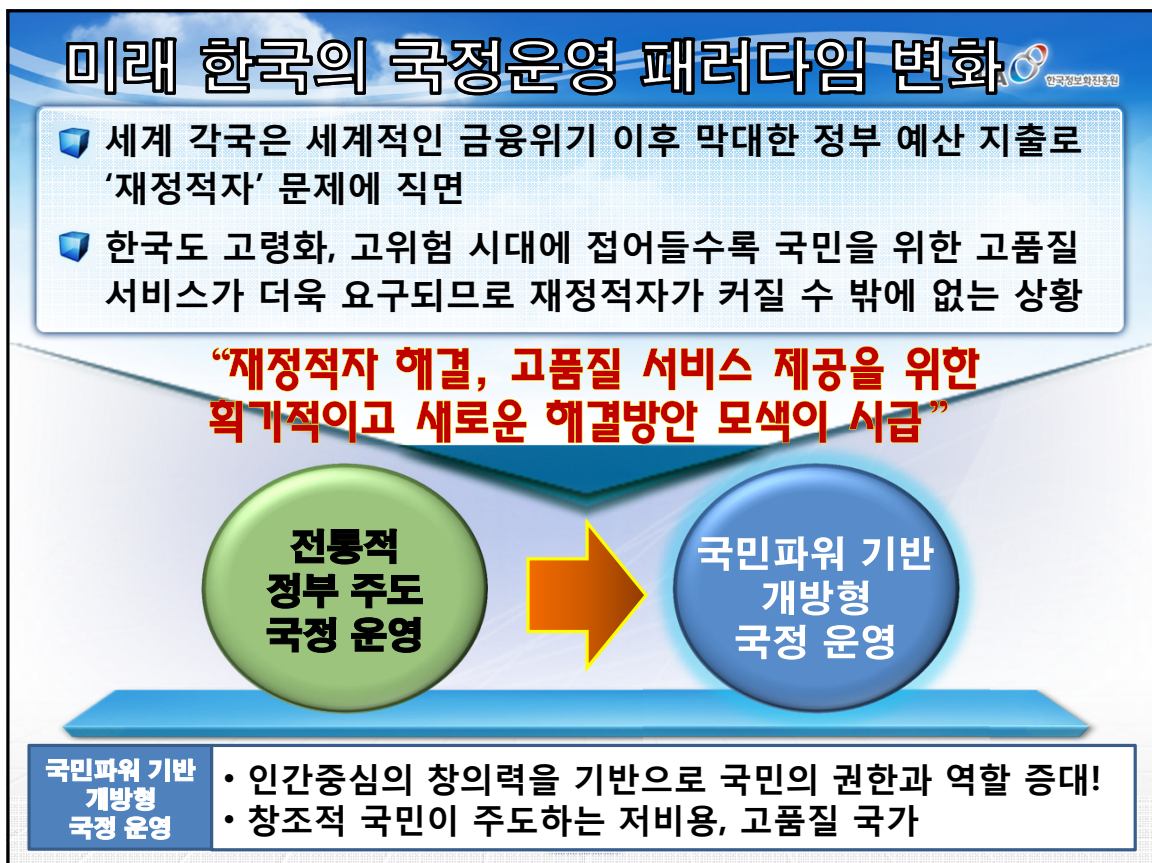 미래 한국의 국정운영 패러다임 변화
한국정보화진흥원
세계 각국은 세계적인 금융위기 이후 막대한 정부 예산 지출로
‘재정적자’ 문제에 직면
한국도 고령화, 고위험 시대에 접어들수록 국민을 위한 고품질
서비스가 더욱 요구되므로 재정적자가 커질 수 밖에 없는 상황
“재정적자 해결, 고품질 서비스 제공을 위한
획기적이고 새로운 해결방안 모색이 시급”
전통적
정부 주도
국정 운영
국민파워 기반
개방형
국정 운영
국민파워 기반
개방형
국정 운영
• 인간중심의 창의력을 기반으로 국민의 권한과 역할 증대!
• 창조적 국민이 주도하는 저비용, 고품질 국가